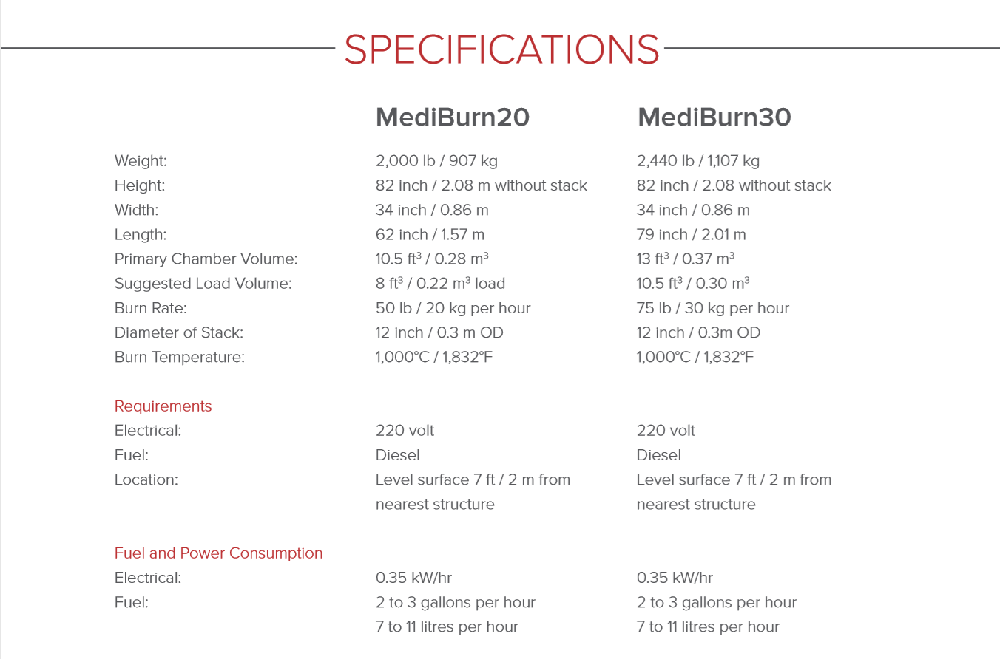 SPECIFICATIONS
MediBurn20 MediBurn30
Weight: 2,000 lb / 907 kg 2,440 lb / 1,107 kg
Height: 82 inch / 2.08 m without stack 82 inch / 2.08 without stack
Width: 34 inch / 0.86 m 34 inch / 0.86 m
Length: 62 inch / 1.57 m 79 inch / 2.01 m
Primary Chamber Volume: 10.5 ft³ / 0.28 m³ 13 ft³ / 0.37 m³
Suggested Load Volume: 8 ft³ / 0.22 m³ load 10.5 ft³ / 0.30 m³
Burn Rate: 50 lb / 20 kg per hour 75 lb / 30 kg per hour
Diameter of Stack: 12 inch / 0.3 m OD 12 inch / 0.3m OD
Burn Temperature: 1,000°C / 1,832°F 1,000°C / 1,832°F
Requirements
Electrical: 220 volt 220 volt
Fuel: Diesel Diesel
Location: Level surface 7 ft / 2 m from Level surface 7 ft / 2 m from
nearest structure nearest structure
Fuel and Power Consumption
Electrical: 0.35 kW/hr 0.35 kW/hr
Fuel: 2 to 3 gallons per hour 2 to 3 gallons per hour
7 to 11 litres per hour 7 to 11 litres per hour